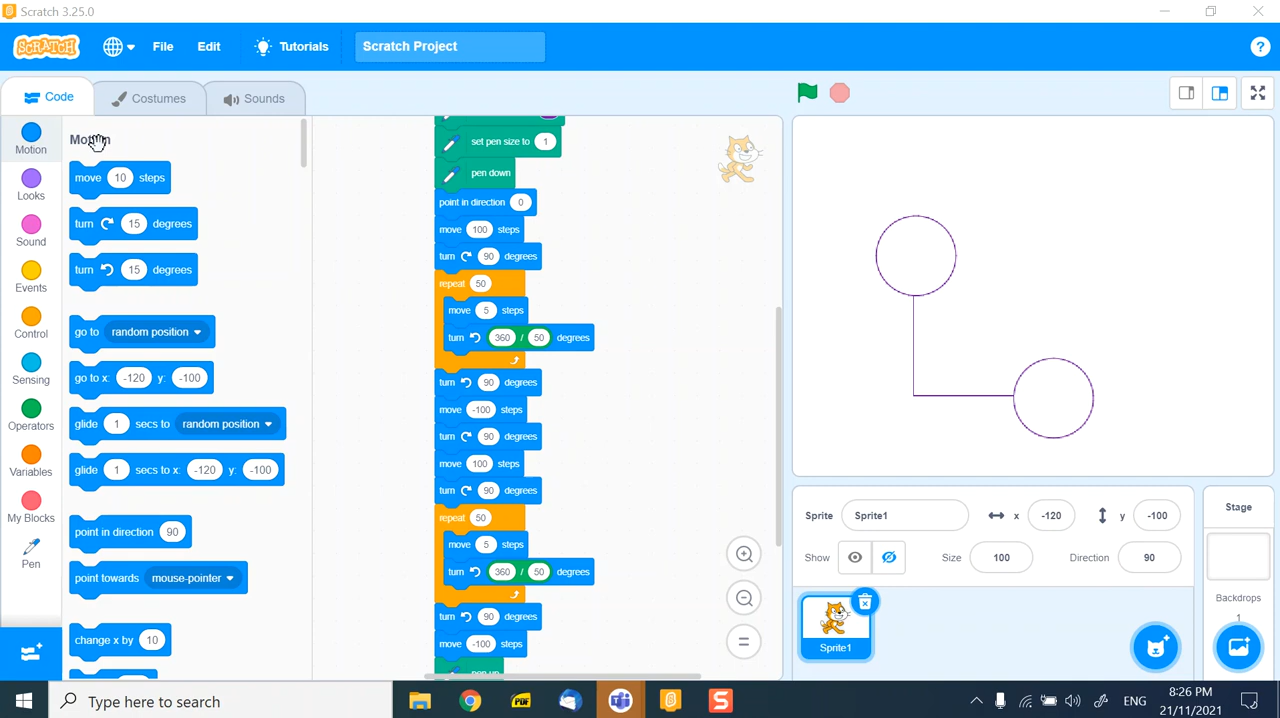 Scratch 3.25.0
SCRATCH
File
Edit
Tutorials
Scratch Project
?
Code
Costumes
Sounds
Motion
Looks
Sound
Events
Control
Sensing
Operators
Variables
My Blocks
Pen
move 10 steps
turn 15 degrees
turn 15 degrees
go to random position
go to x: -120 y: -100
glide 1 secs to random position
glide 1 secs to x: -120 y: -100
point in direction 90
point towards mouse-pointer
change x by 10
set pen size to 1
pen down
point in direction 0
move 100 steps
turn 90 degrees
repeat 50
move 5 steps
turn 360 / 50 degrees
turn 90 degrees
move -100 steps
turn 90 degrees
move 100 steps
turn 90 degrees
repeat 50
move 5 steps
turn 360 / 50 degrees
turn 90 degrees
move -100 steps
Sprite Sprite1 x -120 y -100
Show Size 100 Direction 90
Sprite1
Stage
Backdrops
1
Type here to search
PDF
S
ENG
8:26 PM
21/11/2021